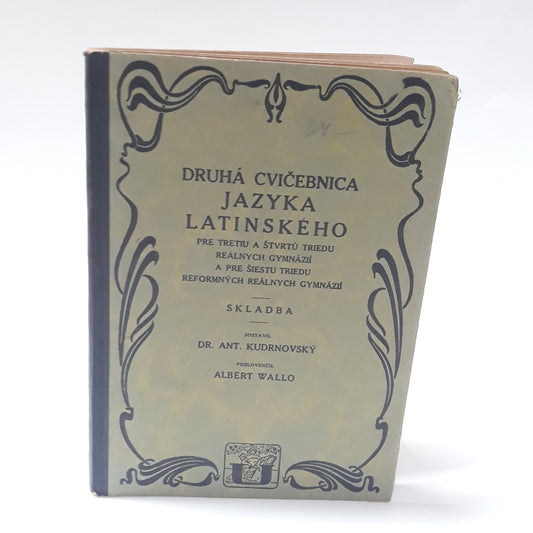 DRUHÁ CVIČEBNICA
JAZYKA
LATINSKÉHO
PRE TRETIU A ŠTVRTÚ TRIEDU
REÁLNYCH GYMNÁZIÍ
A PRE ŠIESTU TRIEDU
REFORMNÝCH REÁLNYCH GYMNÁZIÍ
SKLADBA
SOSTAVIL
DR. ANT. KUDRNOVSKÝ
POSLOVENČIL
ALBERT WALLO
U